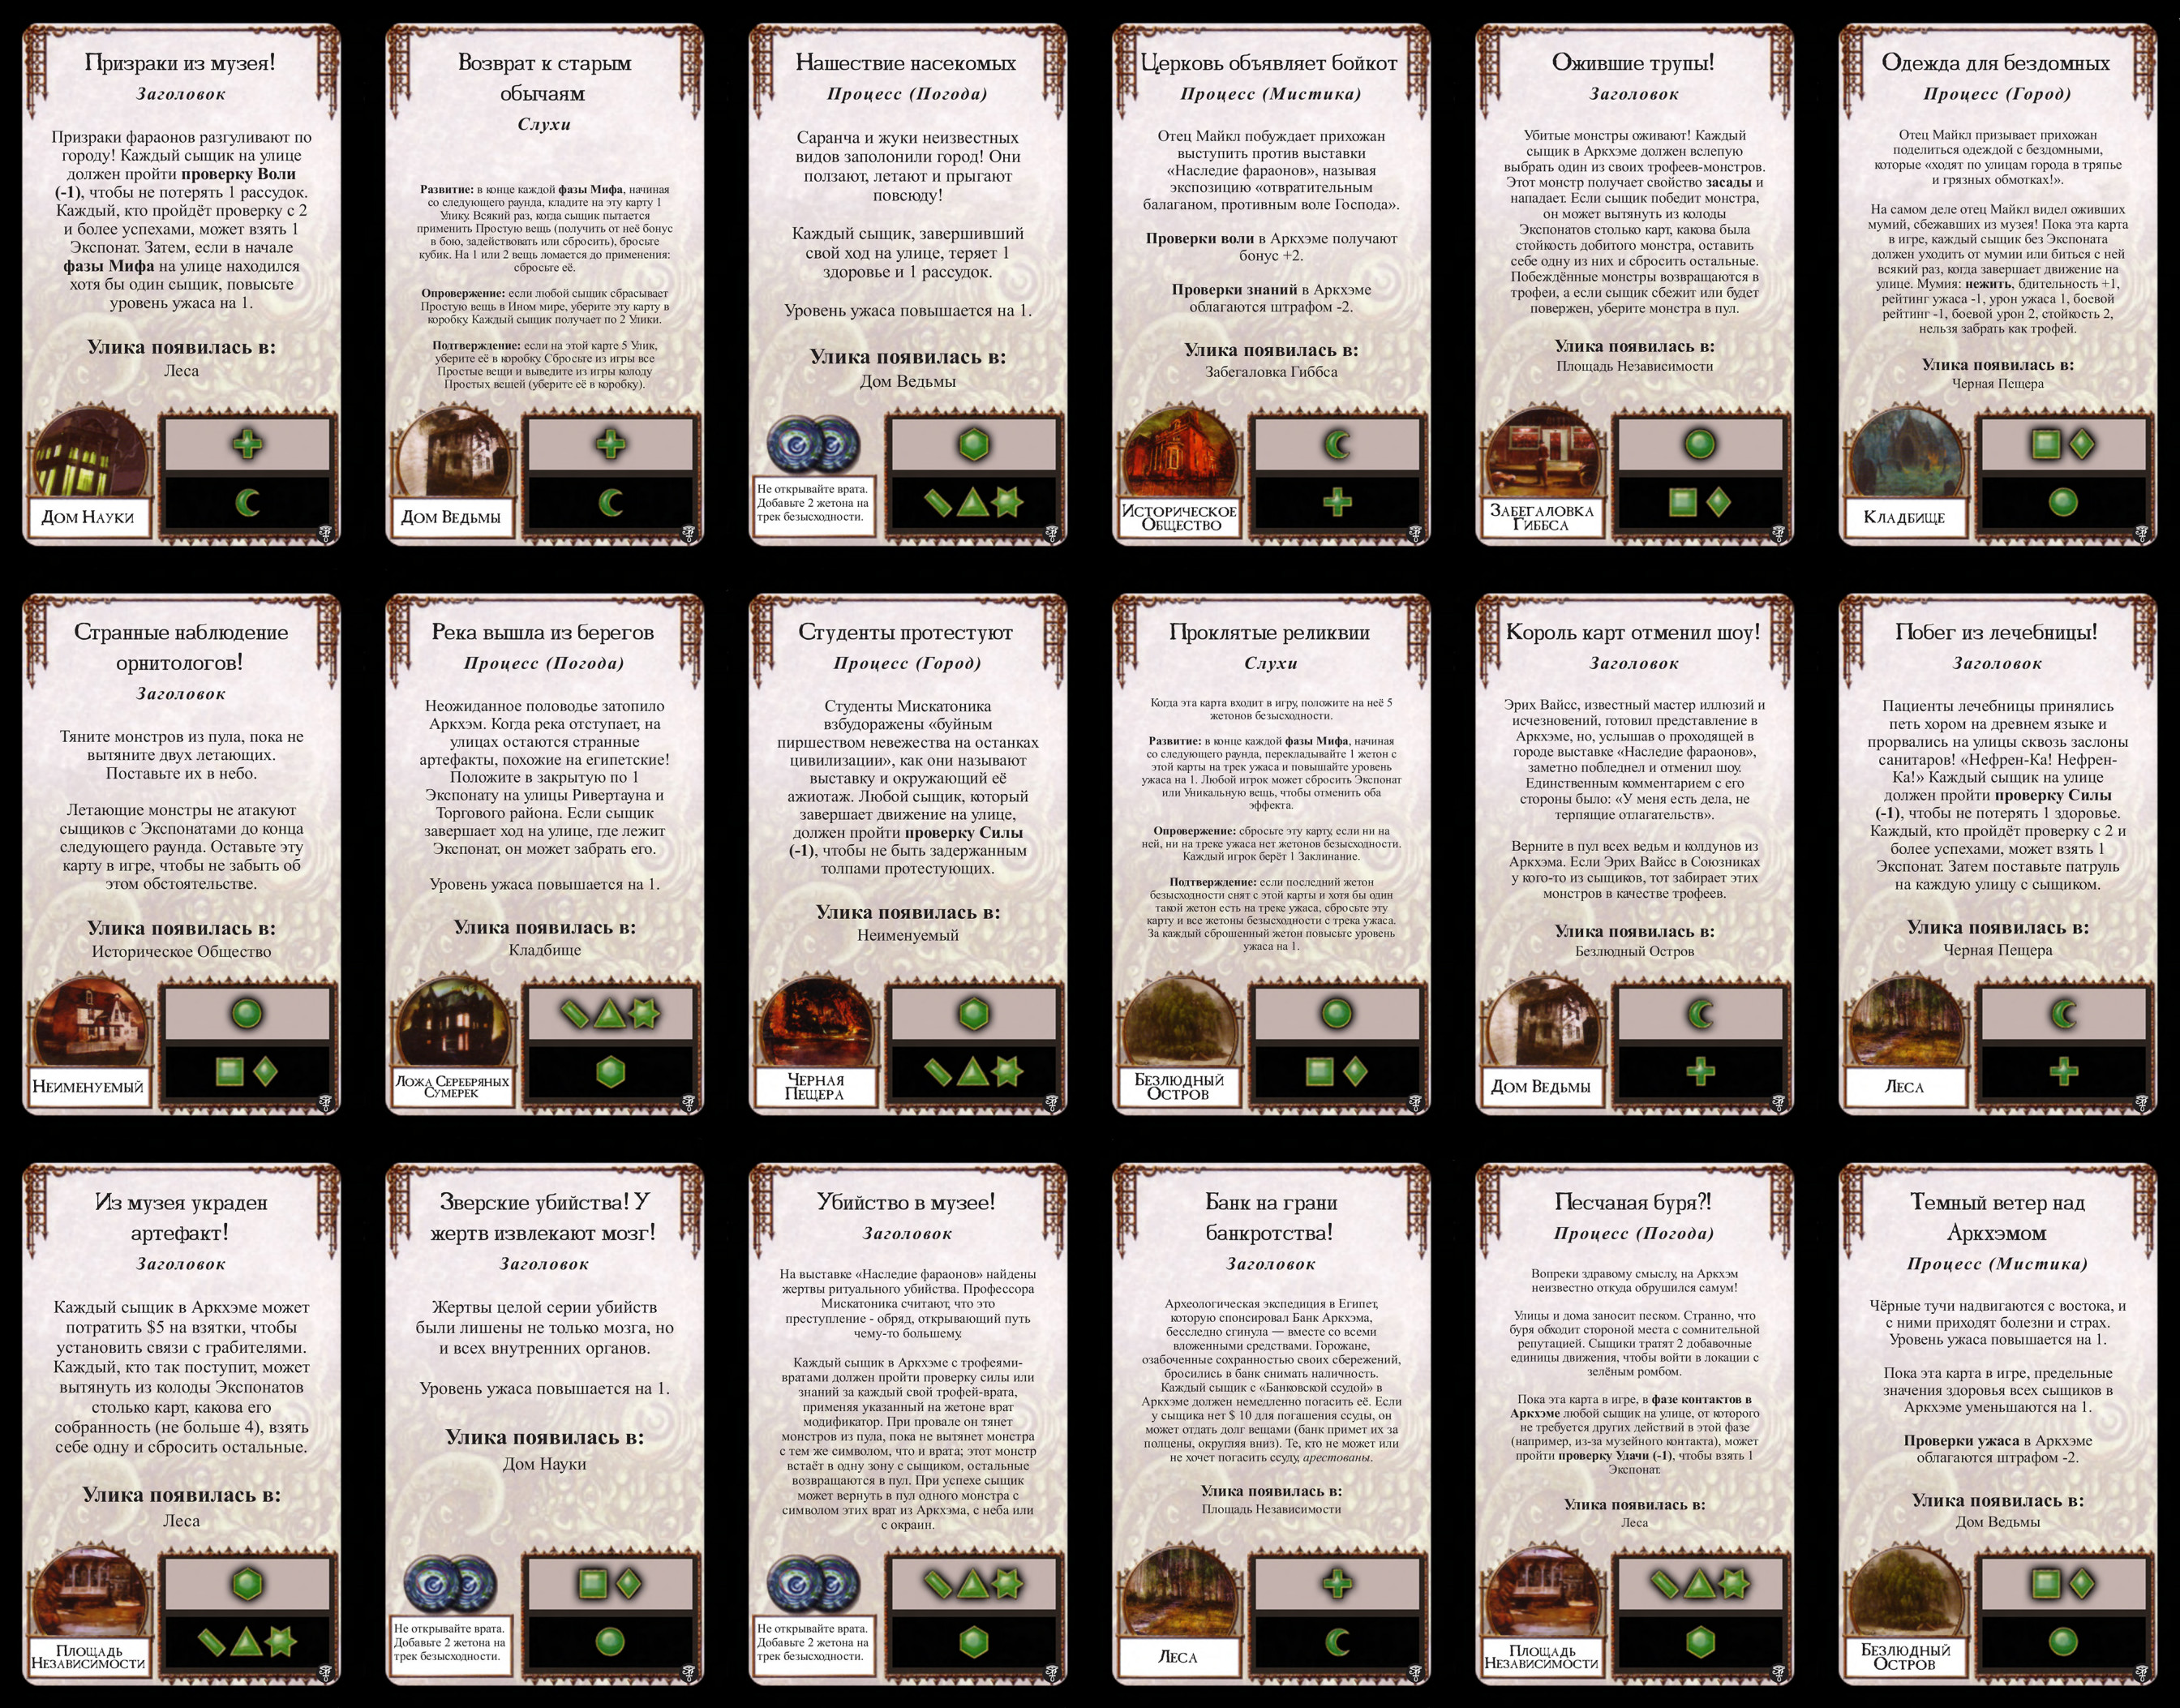 Призраки из музея!
Заголовок
Призраки фараонов разгуливают по
городу! Каждый сыщик на улице
должен пройти проверку Воли
(-1), чтобы не потерять 1 рассудок.
Каждый, кто пройдёт проверку с 2
и более успехами, может взять 1
Экспонат. Затем, если в начале
фазы Мифа на улице находился
хотя бы один сыщик, повысьте
уровень ужаса на 1.
Улика появилась в:
Леса
Дом Науки
Возврат к старым
обычаям
Слухи
Развитие: в конце каждой фазы Мифа, начиная
со следующего раунда, кладите на эту карту 1
Улику. Всякий раз, когда сыщик пытается
применить Простую вещь (получить от неё бонус
в бою, задействовать или сбросить), бросьте
кубик. На 1 или 2 вещь ломается до применения:
сбросьте её.
Опровержение: если любой сыщик сбрасывает
Простую вещь в Ином мире, уберите эту карту в
коробку. Каждый сыщик получает по 2 Улики.
Подтверждение: если на этой карте 5 Улик,
уберите её в коробку. Сбросьте из игры все
Простые вещи и выведите из игры колоду
Простых вещей (уберите её в коробку).
Дом Ведьмы
Нашествие насекомых
Процесс (Погода)
Саранча и жуки неизвестных
видов заполонили город! Они
ползают, летают и прыгают
повсюду!
Каждый сыщик, завершивший
свой ход на улице, теряет 1
здоровье и 1 рассудок.
Уровень ужаса повышается на 1.
Улика появилась в:
Дом Ведьмы
Не открывайте врата.
Добавьте 2 жетона на
трек безысходности.
Церковь объявляет бойкот
Процесс (Мистика)
Отец Майкл побуждает прихожан
выступить против выставки
«Наследие фараонов», называя
экспозицию «отвратительным
балаганом, противным воле Господа».
Проверки воли в Аркхэме получают
бонус +2.
Проверки знаний в Аркхэме
облагаются штрафом -2.
Улика появилась в:
Забегаловка Гиббса
Историческое
Общество
Ожившие трупы!
Заголовок
Убитые монстры оживают! Каждый
сыщик в Аркхэме должен вслепую
выбрать один из своих трофеев-монстров.
Этот монстр получает свойство засады и
нападает. Если сыщик победит монстра,
он может вытянуть из колоды
Экспонатов столько карт, какова была
стойкость добитого монстра, оставить
себе одну из них и сбросить остальные.
Побеждённые монстры возвращаются в
трофеи, а если сыщик сбежит или будет
повержен, уберите монстра в пул.
Улика появилась в:
Площадь Независимости
Забегаловка
Гиббса
Одежда для бездомных
Процесс (Город)
Отец Майкл призывает прихожан
поделиться одеждой с бездомными,
которые «ходят по улицам города в тряпье
и грязных обмотках!».
На самом деле отец Майкл видел оживших
мумий, сбежавших из музея! Пока эта карта
в игре, каждый сыщик без Экспоната
должен уходить от мумии или биться с ней
всякий раз, когда завершает движение на
улице. Мумия: нежить, бдительность +1,
рейтинг ужаса -1, урон ужаса 1, боевой
рейтинг -1, боевой урон 2, стойкость 2,
нельзя забрать как трофей.
Улика появилась в:
Черная Пещера
Кладбище
Странные наблюдение
орнитологов!
Заголовок
Тяните монстров из пула, пока не
вытяните двух летающих.
Поставьте их в небо.
Летающие монстры не атакуют
сыщиков с Экспонатами до конца
следующего раунда. Оставьте эту
карту в игре, чтобы не забыть об
этом обстоятельстве.
Улика появилась в:
Историческое Общество
Неименуемый
Река вышла из берегов
Процесс (Погода)
Неожиданное половодье затопило
Аркхэм. Когда река отступает, на
улицах остаются странные
артефакты, похожие на египетские!
Положите в закрытую по 1
Экспонату на улицы Ривертауна и
Торгового района. Если сыщик
завершает ход на улице, где лежит
Экспонат, он может забрать его.
Уровень ужаса повышается на 1.
Улика появилась в:
Кладбище
Ложа Серебряных
Сумерек
Студенты протестуют
Процесс (Город)
Студенты Мискатоника
взбудоражены «буйным
пиршеством невежества на останках
цивилизации», как они называют
выставку и окружающий её
ажиотаж. Любой сыщик, который
завершает движение на улице,
должен пройти проверку Силы
(-1), чтобы не быть задержанным
толпами протестующих.
Улика появилась в:
Неименуемый
Черная
Пещера
Проклятые реликвии
Слухи
Когда эта карта входит в игру, положите на неё 5
жетонов безысходности.
Развитие: в конце каждой фазы Мифа, начиная
со следующего раунда, перекладывайте 1 жетон с
этой карты на трек ужаса и повышайте уровень
ужаса на 1. Любой игрок может сбросить Экспонат
или Уникальную вещь, чтобы отменить оба
эффекта.
Опровержение: сбросьте эту карту, если ни на
ней, ни на треке ужаса нет жетонов безысходности.
Каждый игрок берёт 1 Заклинание.
Подтверждение: если последний жетон
безысходности снят с этой карты и хотя бы один
такой жетон есть на треке ужаса, сбросьте эту
карту и все жетоны безысходности с трека ужаса.
За каждый сброшенный жетон повысьте уровень
ужаса на 1.
Безлюдный
Остров
Король карт отменил шоу!
Заголовок
Эрих Вайсс, известный мастер иллюзий и
исчезновений, готовил представление в
Аркхэме, но, услышав о проходящей в
городе выставке «Наследие фараонов»,
заметно побледнел и отменил шоу.
Единственным комментарием с его
стороны было: «У меня есть дела, не
терпящие отлагательств».
Верните в пул всех ведьм и колдунов из
Аркхэма. Если Эрих Вайсс в Союзниках
у кого-то из сыщиков, тот забирает этих
монстров в качестве трофеев.
Улика появилась в:
Безлюдный Остров
Дом Ведьмы
Побег из лечебницы!
Заголовок
Пациенты лечебницы принялись
петь хором на древнем языке и
прорвались на улицы сквозь заслоны
санитаров! «Нефрен-Ка! Нефрен-
Ка!» Каждый сыщик на улице
должен пройти проверку Силы
(-1), чтобы не потерять 1 здоровье.
Каждый, кто пройдёт проверку с 2 и
более успехами, может взять 1
Экспонат. Затем поставьте патруль
на каждую улицу с сыщиком.
Улика появилась в:
Черная Пещера
Леса
Из музея украден
артефакт!
Заголовок
Каждый сыщик в Аркхэме может
потратить $5 на взятки, чтобы
установить связи с грабителями.
Каждый, кто так поступит, может
вытянуть из колоды Экспонатов
столько карт, какова его
собранность (не больше 4), взять
себе одну и сбросить остальные.
Улика появилась в:
Леса
Площадь
Независимости
Зверские убийства! У
жертв извлекают мозг!
Заголовок
Жертвы целой серии убийств
были лишены не только мозга, но
и всех внутренних органов.
Уровень ужаса повышается на 1.
Улика появилась в:
Дом Науки
Не открывайте врата.
Добавьте 2 жетона на
трек безысходности.
Убийство в музее!
Заголовок
На выставке «Наследие фараонов» найдены
жертвы ритуального убийства. Профессора
Мискатоника считают, что это
преступление - обряд, открывающий путь
чему-то большему.
Каждый сыщик в Аркхэме с трофеями-
вратами должен пройти проверку силы или
знаний за каждый свой трофей-врата,
применяя указанный на жетоне врат
модификатор. При провале он тянет
монстров из пула, пока не вытянет монстра
с тем же символом, что и врата; этот монстр
встаёт в одну зону с сыщиком, остальные
возвращаются в пул. При успехе сыщик
может вернуть в пул одного монстра с
символом этих врат из Аркхэма, с неба или
с окраин.
Не открывайте врата.
Добавьте 2 жетона на
трек безысходности.
Банк на грани
банкротства!
Заголовок
Археологическая экспедиция в Египет,
которую спонсировал Банк Аркхэма,
бесследно сгинула — вместе со всеми
вложенными средствами. Горожане,
озабоченные сохранностью своих сбережений,
бросились в банк снимать наличность.
Каждый сыщик с «Банковской ссудой» в
Аркхэме должен немедленно погасить её. Если
у сыщика нет $ 10 для погашения ссуды, он
может отдать долг вещами (банк примет их за
полцены, округляя вниз). Те, кто не может или
не хочет погасить ссуду, арестованы.
Улика появилась в:
Площадь Независимости
Леса
Песчаная буря?!
Процесс (Погода)
Вопреки здравому смыслу, на Аркхэм
неизвестно откуда обрушился самум!
Улицы и дома заносит песком. Странно, что
буря обходит стороной места с сомнительной
репутацией. Сыщики тратят 2 добавочные
единицы движения, чтобы войти в локации с
зелёным ромбом.
Пока эта карта в игре, в фазе контактов в
Аркхэме любой сыщик на улице, от которого
не требуется других действий в этой фазе
(например, из-за музейного контакта), может
пройти проверку Удачи (-1), чтобы взять 1
Экспонат.
Улика появилась в:
Леса
Площадь
Независимости
Темный ветер над
Аркхэмом
Процесс (Мистика)
Чёрные тучи надвигаются с востока, и
с ними приходят болезни и страх.
Уровень ужаса повышается на 1.
Пока эта карта в игре, предельные
значения здоровья всех сыщиков в
Аркхэме уменьшаются на 1.
Проверки ужаса в Аркхэме
облагаются штрафом -2.
Улика появилась в:
Дом Ведьмы
Безлюдный
Остров